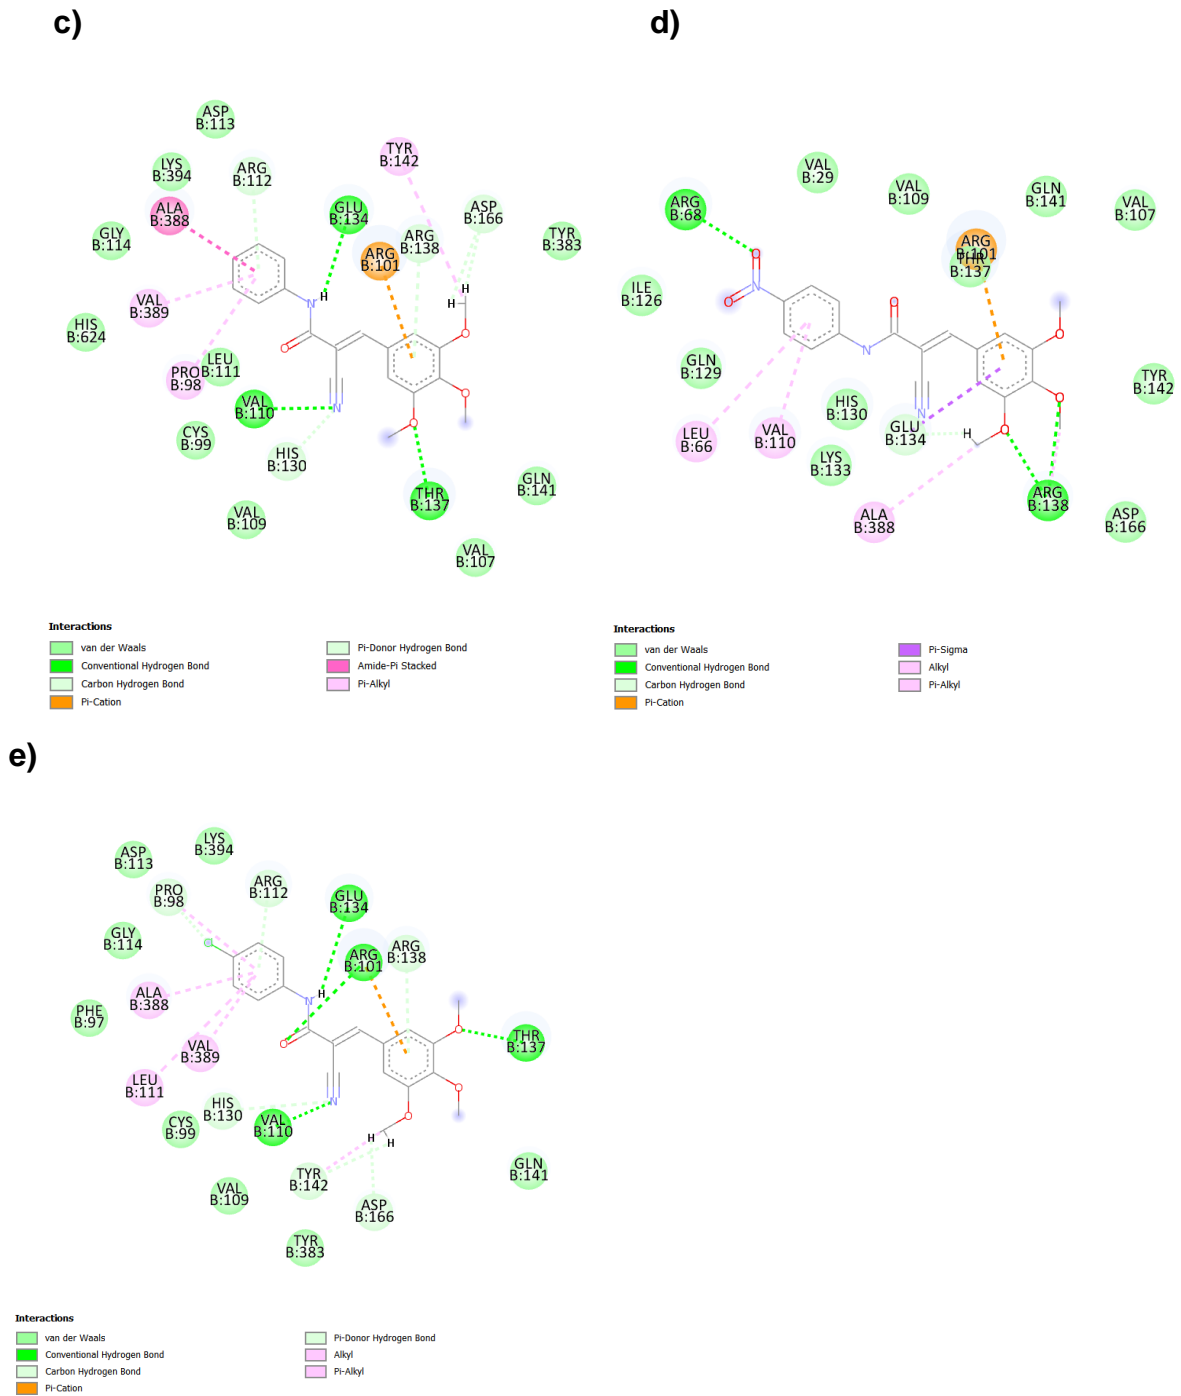 c)
ASP
B:113
LYS
B:394
ARG
B:112
TYR
B:142
ALA
B:388
GLU
B:134
ASP
B:166
GLY
B:114
ARG
B:101
ARG
B:138
TYR
B:383
H
H
VAL
B:389
H
N
HIS
B:624
O
O
LEU
B:111
PRO
B:98
O
VAL
B:110
N
O
CYS
B:99
HIS
B:130
THR
B:137
GLN
B:141
VAL
B:109
VAL
B:107
Interactions
van der Waals
Conventional Hydrogen Bond
Carbon Hydrogen Bond
Pi-Cation
Pi-Donor Hydrogen Bond
Amide-Pi Stacked
Pi-Alkyl
d)
VAL
B:29
VAL
B:109
GLN
B:141
VAL
B:107
ARG
B:68
ARG
B:101
THR
B:137
O
N
O
ILE
B:126
O
O
N
GLN
B:129
TYR
B:142
HIS
B:130
O
N
LEU
B:66
VAL
B:110
GLU
B:134
H
O
LYS
B:133
ARG
B:138
ALA
B:388
ASP
B:166
Interactions
van der Waals
Conventional Hydrogen Bond
Carbon Hydrogen Bond
Pi-Cation
Pi-Sigma
Alkyl
Pi-Alkyl
e)
LYS
B:394
ASP
B:113
PRO
B:98
ARG
B:112
GLU
B:134
GLY
B:114
ARG
B:101
ARG
B:138
ALA
B:388
H
N
PHE
B:97
O
THR
B:137
VAL
B:389
O
LEU
B:111
O
HIS
B:130
N
CYS
B:99
VAL
B:110
O
H
H
TYR
B:142
GLN
B:141
VAL
B:109
ASP
B:166
TYR
B:383
Interactions
van der Waals
Conventional Hydrogen Bond
Carbon Hydrogen Bond
Pi-Cation
Pi-Donor Hydrogen Bond
Alkyl
Pi-Alkyl